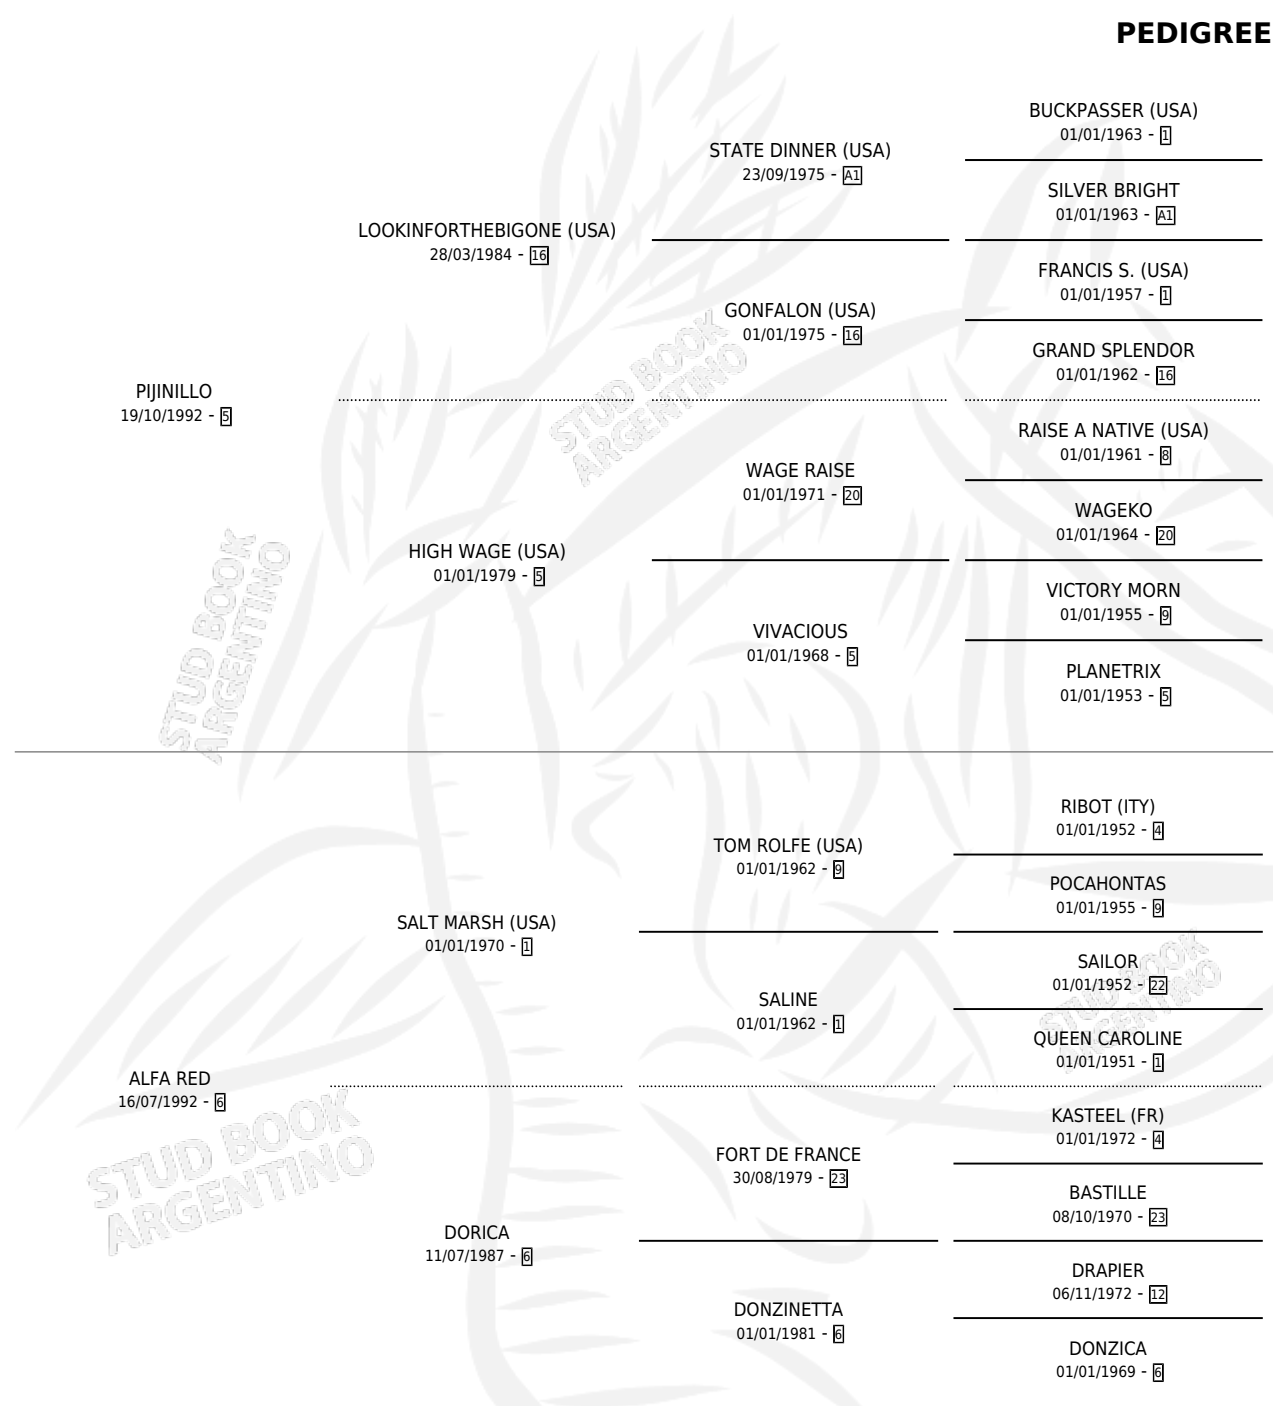 PEDIGREE
BUCKPASSER (USA)
01/01/1963 - 1
STATE DINNER (USA)
23/09/1975 - A1
SILVER BRIGHT
01/01/1963 - A1
LOOKINFORTHEBIGONE (USA)
28/03/1984 - 16
FRANCIS S. (USA)
01/01/1957 - 1
GONFALON (USA)
01/01/1975 - 16
GRAND SPLENDOR
01/01/1962 - 16
PIJINILLO
19/10/1992 - 5
RAISE A NATIVE (USA)
01/01/1961 - 8
WAGE RAISE
01/01/1971 - 20
WAGEKO
01/01/1964 - 20
HIGH WAGE (USA)
01/01/1979 - 5
VICTORY MORN
01/01/1955 - 9
VIVACIOUS
01/01/1968 - 5
PLANETRIX
01/01/1953 - 5
RIBOT (ITY)
01/01/1952 - 4
TOM ROLFE (USA)
01/01/1962 - 9
POCAHONTAS
01/01/1955 - 9
SALT MARSH (USA)
01/01/1970 - 1
SAILOR
01/01/1952 - 22
SALINE
01/01/1962 - 1
QUEEN CAROLINE
01/01/1951 - 1
ALFA RED
16/07/1992 - 6
KASTEEL (FR)
01/01/1972 - 4
FORT DE FRANCE
30/08/1979 - 23
BASTILLE
08/10/1970 - 23
DORICA
11/07/1987 - 6
DRAPIER
06/11/1972 - 12
DONZINETTA
01/01/1981 - 6
DONZICA
01/01/1969 - 6
STUD BOOK
ARGENTINO
STUD BOOK
ARGENTINO
STUD BOOK
ARGENTINO
STUD BOOK
ARGENTINO